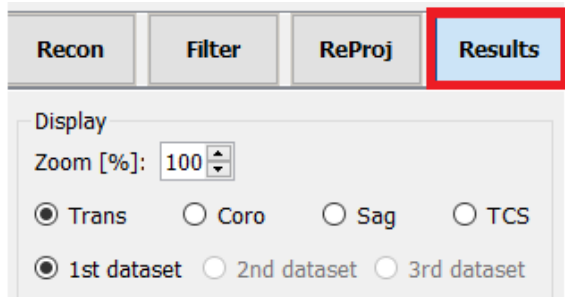 Recon Filter ReProj Results
Display
Zoom [%]: 100
Trans Coro Sag TCS
1st dataset 2nd dataset 3rd dataset